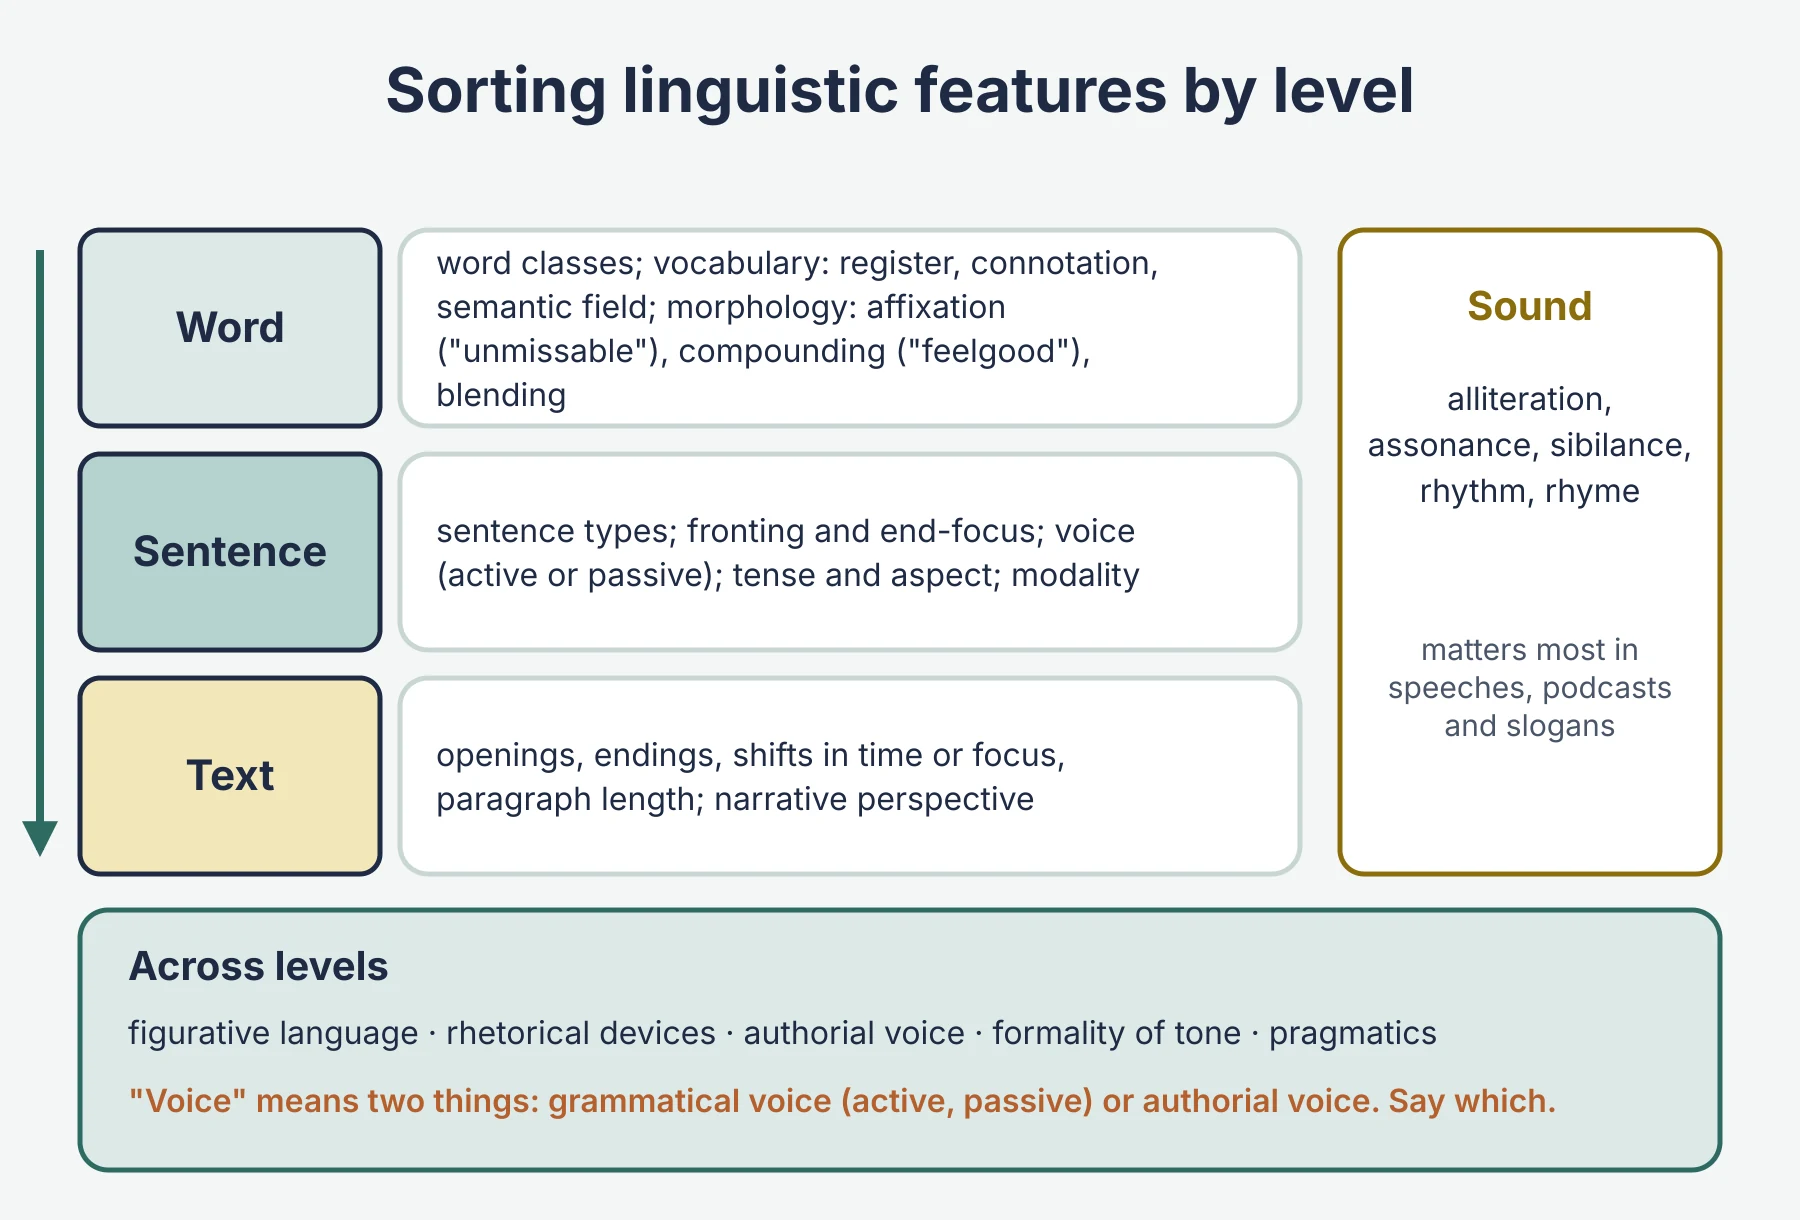 Sorting linguistic features by level
Word
word classes; vocabulary: register, connotation,
semantic field; morphology: affixation
("unmissable"), compounding ("feelgood"),
blending
Sentence
sentence types; fronting and end-focus; voice
(active or passive); tense and aspect; modality
Text
openings, endings, shifts in time or focus,
paragraph length; narrative perspective
Sound
alliteration,
assonance, sibilance,
rhythm, rhyme
matters most in
speeches, podcasts
and slogans
Across levels
figurative language · rhetorical devices · authorial voice · formality of tone · pragmatics
"Voice" means two things: grammatical voice (active, passive) or authorial voice. Say which.